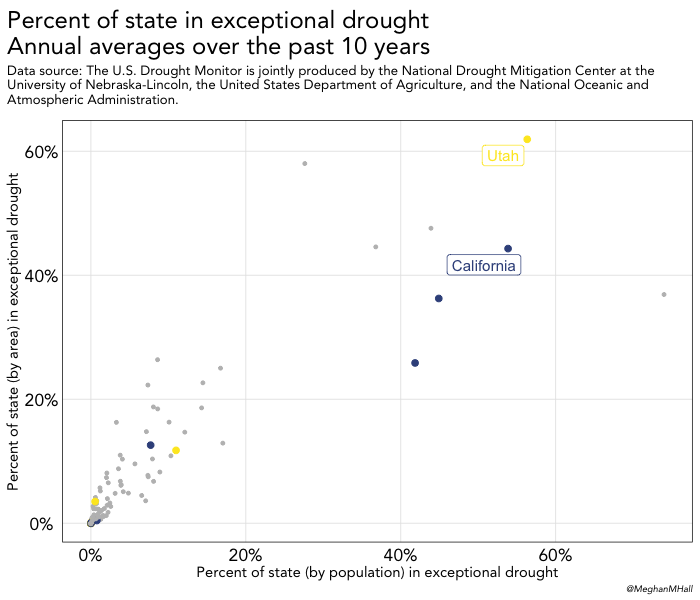 Percent of state in exceptional drought
Annual averages over the past 10 years
Data source: The U.S. Drought Monitor is jointly produced by the National Drought Mitigation Center at the
University of Nebraska-Lincoln, the United States Department of Agriculture, and the National Oceanic and
Atmospheric Administration.
Percent of state (by area) in exceptional drought
60%
40%
20%
0%
Utah
California
0%
20%
40%
60%
Percent of state (by population) in exceptional drought
@MeghanMHall